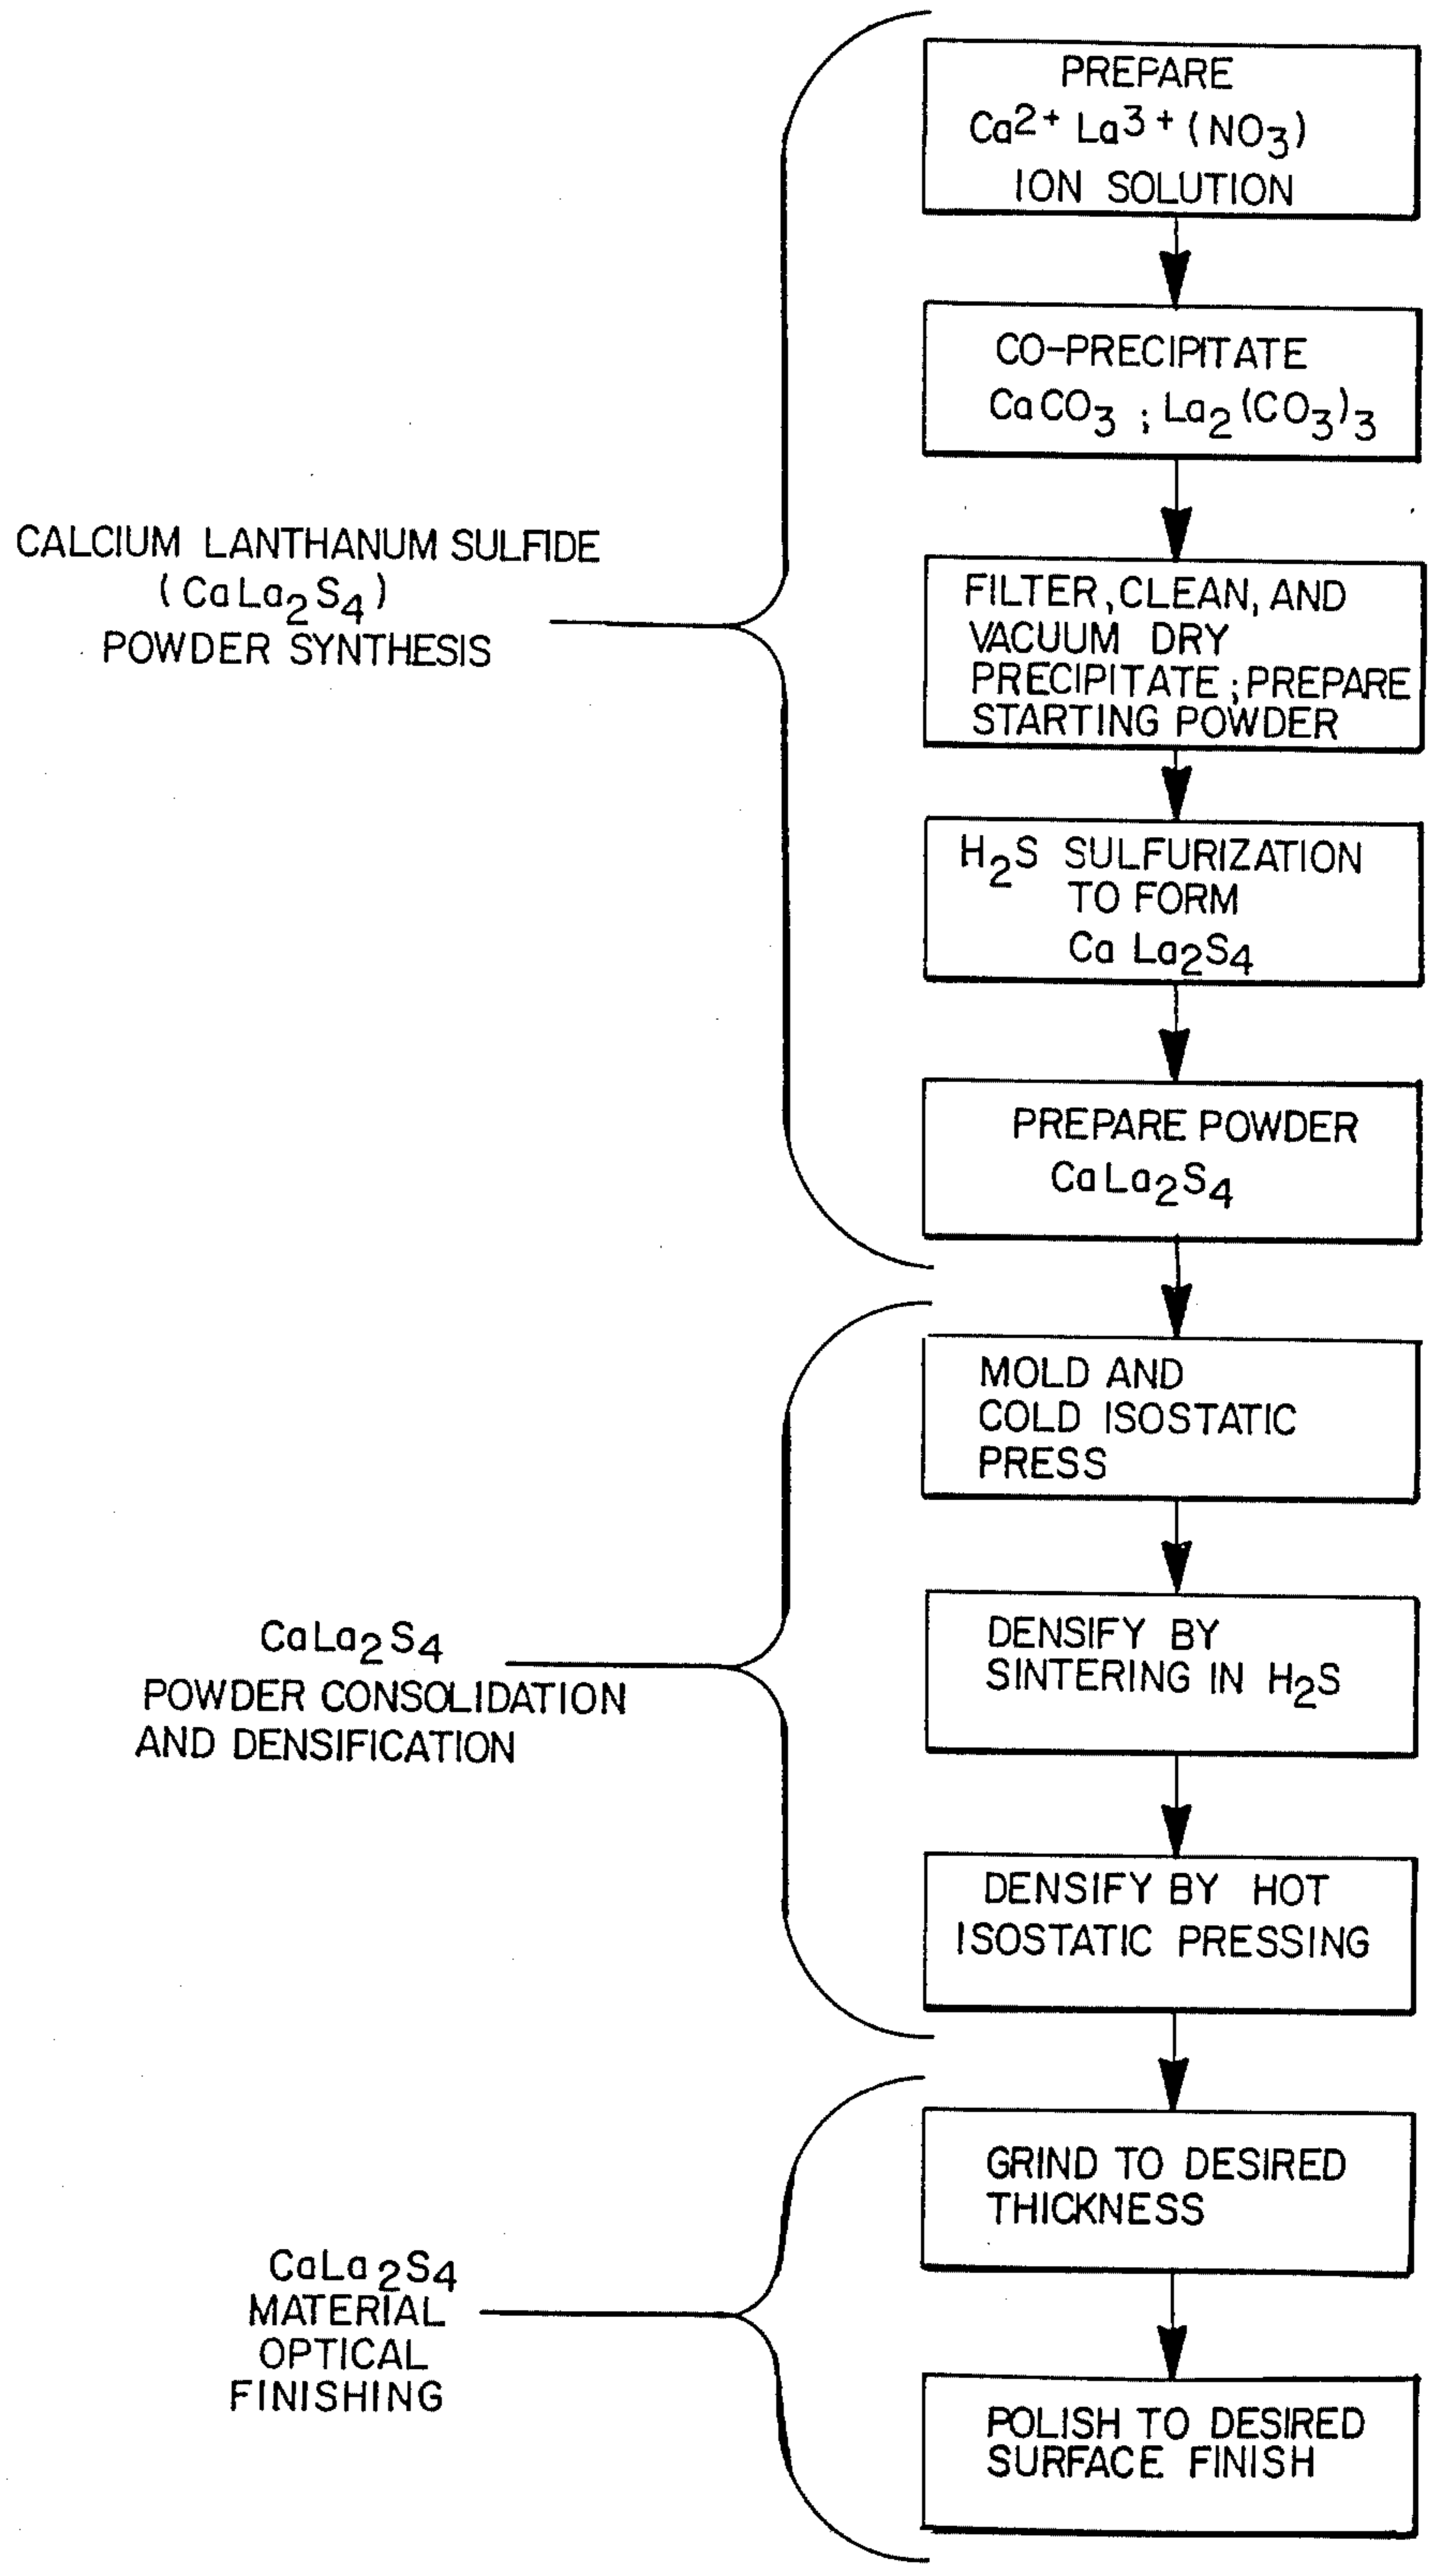 PREPARE
Ca2+ La3+ (NO3)
ION SOLUTION
CO-PRECIPITATE
CaCO3 ; La2(CO3)3
FILTER, CLEAN, AND
VACUUM DRY
PRECIPITATE; PREPARE
STARTING POWDER
H2S SULFURIZATION
TO FORM
Ca La2S4
PREPARE POWDER
CaLa2S4
CALCIUM LANTHANUM SULFIDE
(CaLa2S4)
POWDER SYNTHESIS
MOLD AND
COLD ISOSTATIC
PRESS
DENSIFY BY
SINTERING IN H2S
DENSIFY BY HOT
ISOSTATIC PRESSING
CaLa2S4
POWDER CONSOLIDATION
AND DENSIFICATION
GRIND TO DESIRED
THICKNESS
POLISH TO DESIRED
SURFACE FINISH
CaLa2S4
MATERIAL
OPTICAL
FINISHING